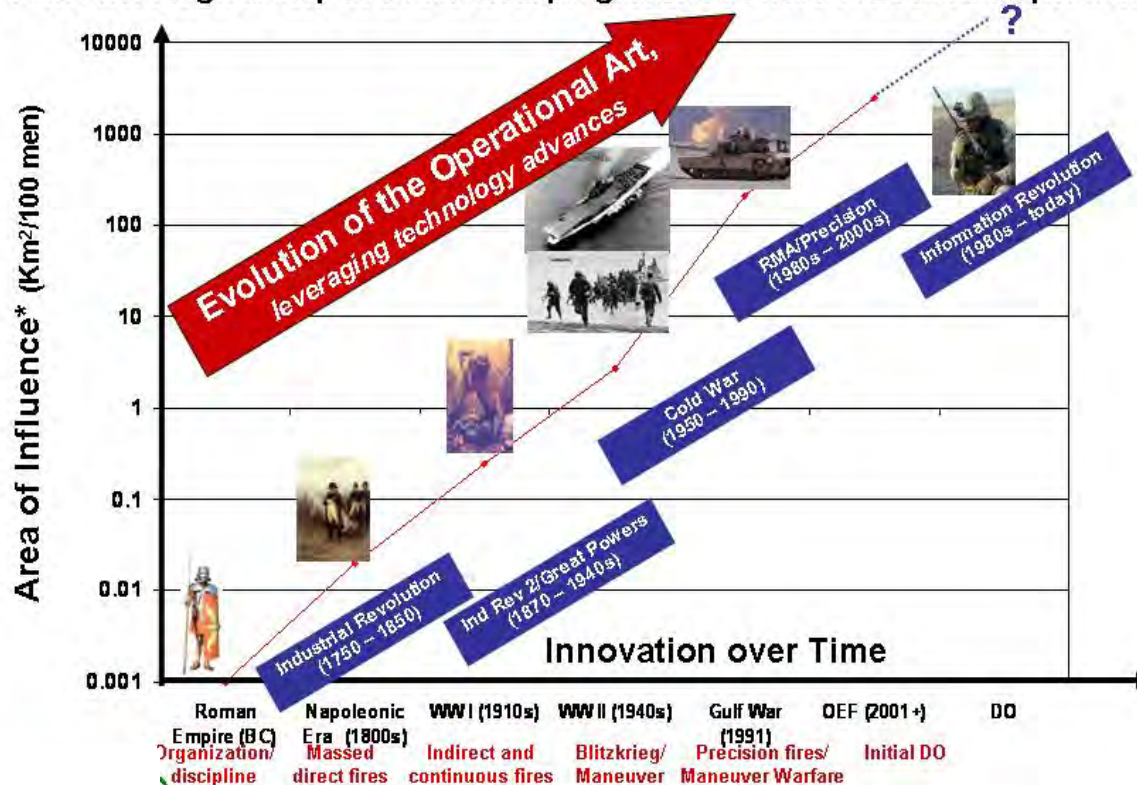 Evolution of the Operational Art,
leveraging technology advances
?
10000
1000
100
10
1
0.1
0.01
0.001
Area of Influence* (Km²/100 men)
RMA/Precision
(1980s – 2000s)
Information Revolution
(1980s – today)
Cold War
(1950 – 1990)
Industrial Revolution
(1750 – 1850)
Ind Rev 2/Great Powers
(1870 – 1940s)
Innovation over Time
Roman
Empire (BC)
Organization/
discipline
Napoleonic
Era (1800s)
Massed
direct fires
WW I (1910s)
Indirect and
continuous fires
WW II (1940s)
Blitzkrieg/
Maneuver
Gulf War
(1991)
Precision fires/
Maneuver Warfare
OEF (2001+)
Initial DO
DO